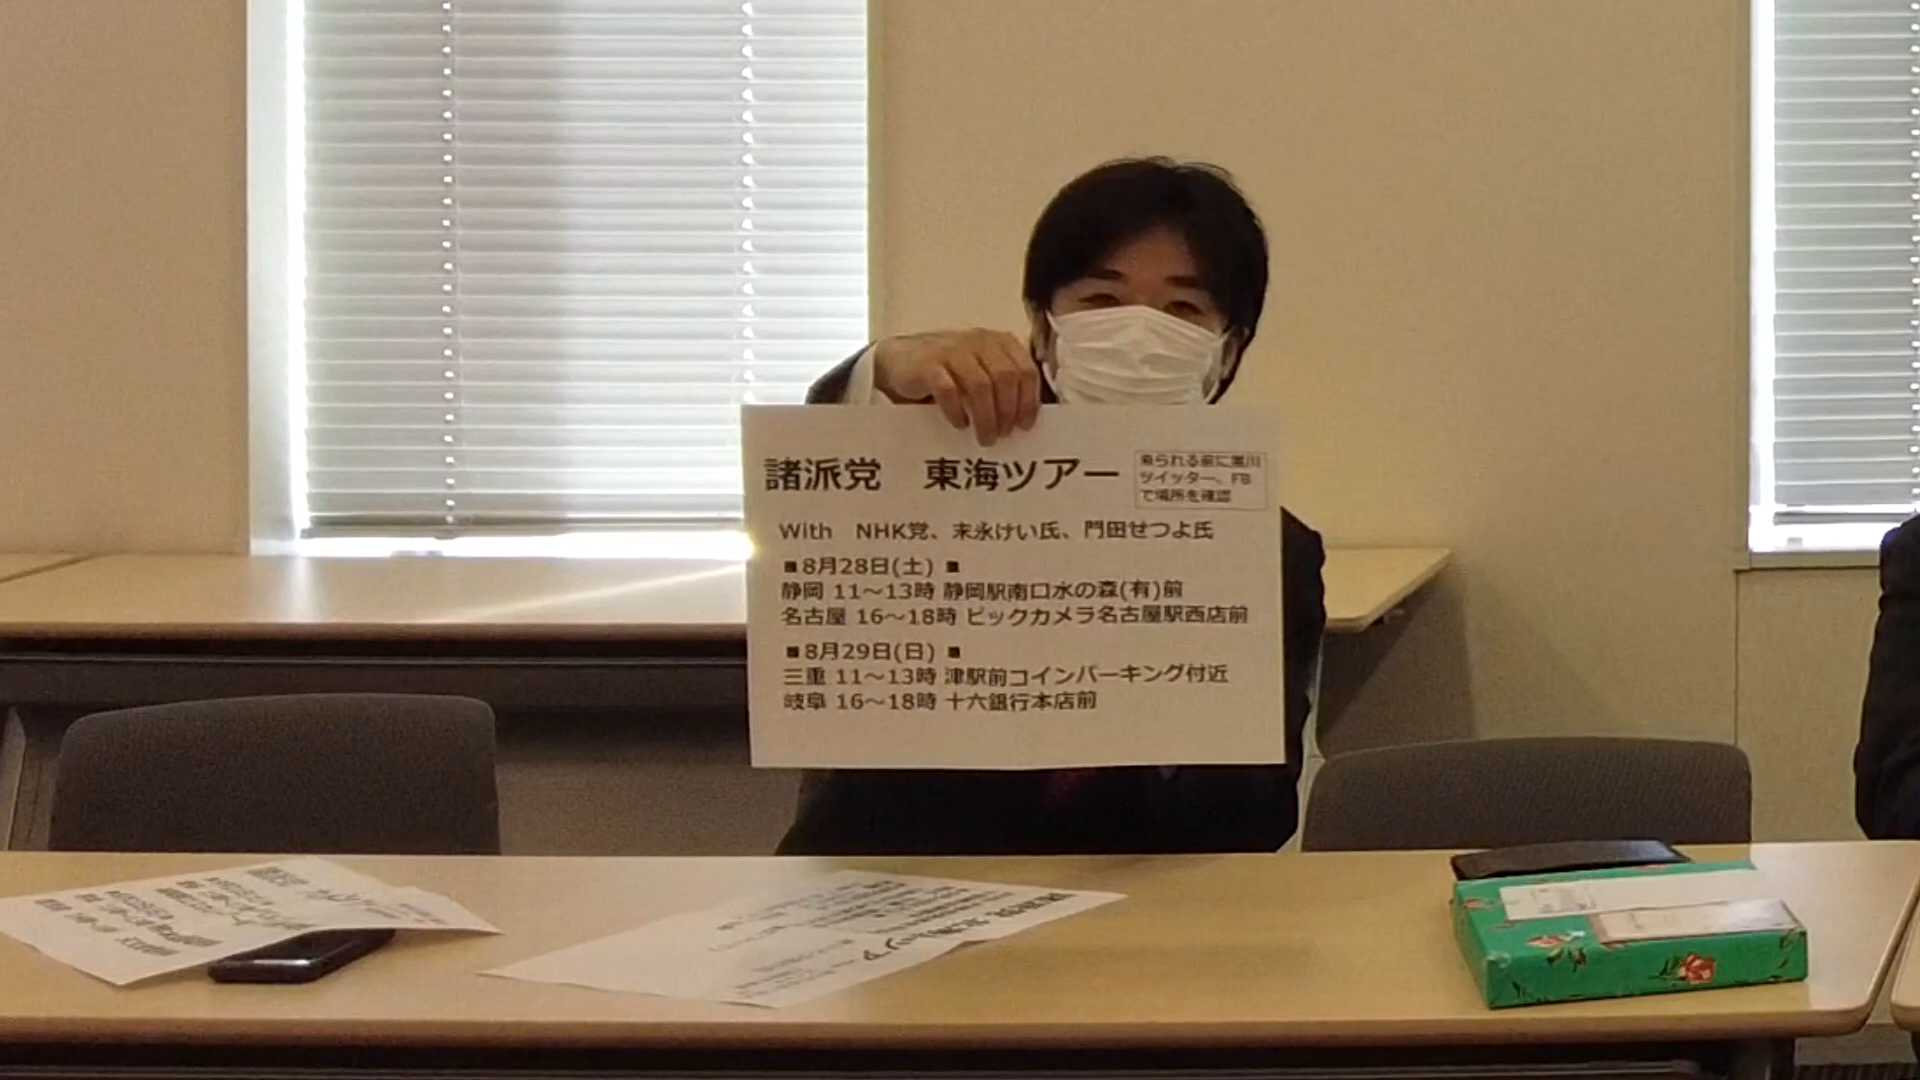 諸派党　東海ツアー
来られる前に黒川
ツイッター、FB
で場所を確認
With　NHK党、末永けい氏、門田せつよ氏
■8月28日(土) ■
静岡 11～13時 静岡駅南口水の森(有)前
名古屋 16～18時 ビックカメラ名古屋駅西店前
■8月29日(日) ■
三重 11～13時 津駅前コインパーキング付近
岐阜 16～18時 十六銀行本店前